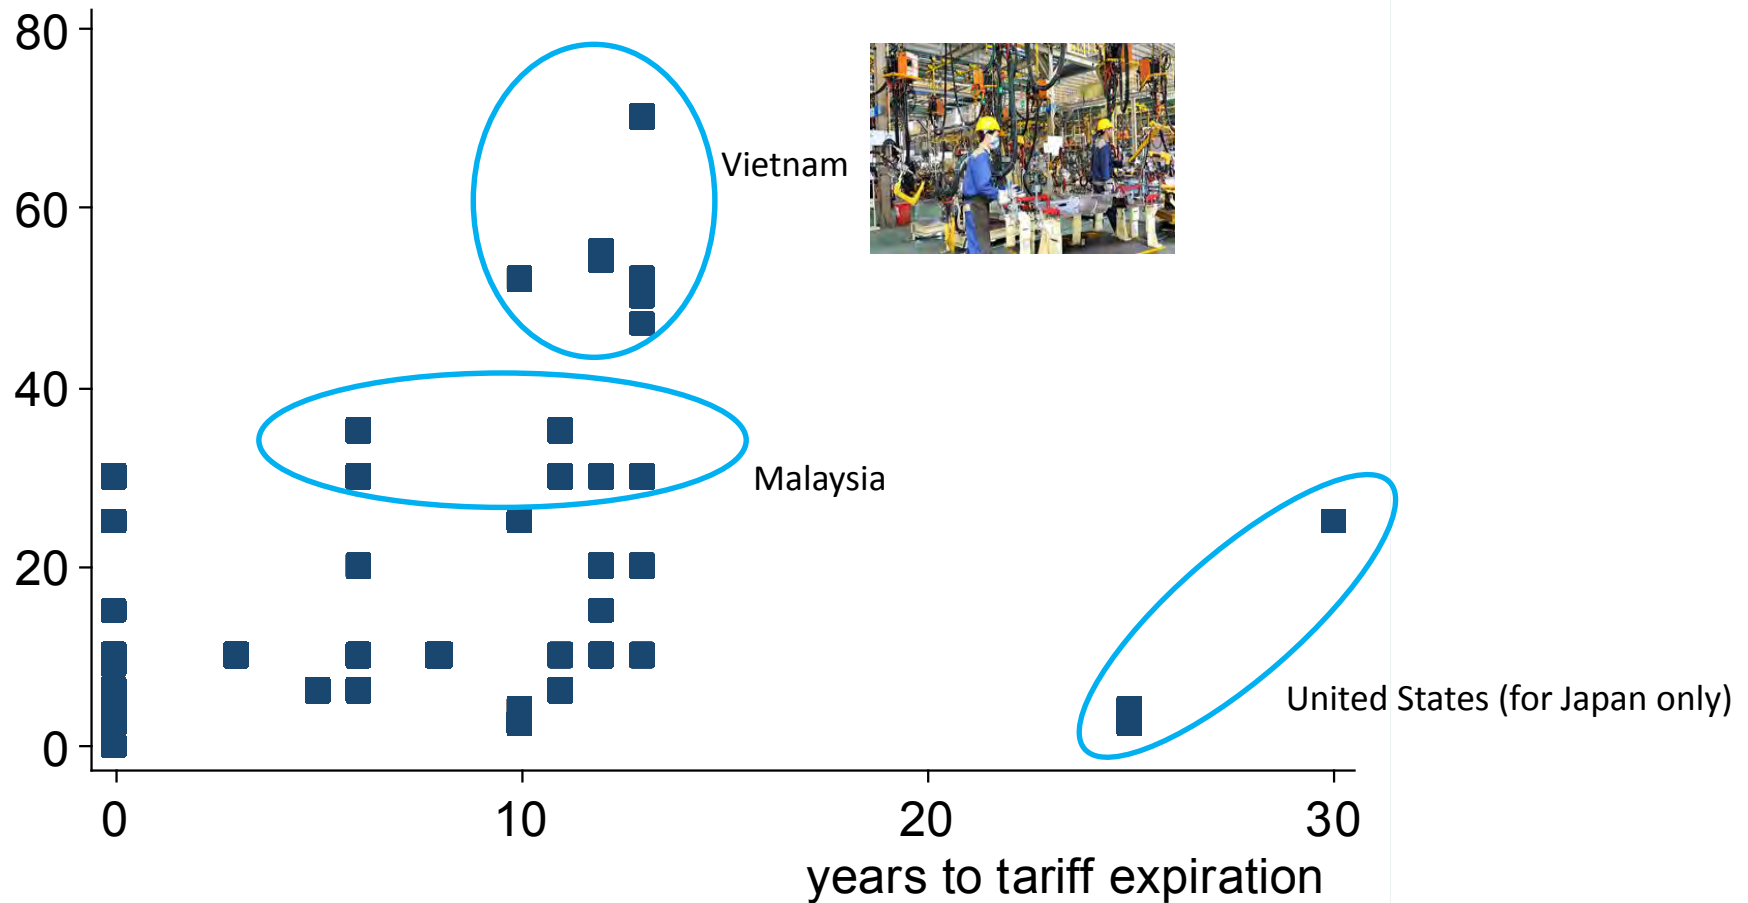 80
60
40
20
0
Vietnam
Malaysia
United States (for Japan only)
0 10 20 30
years to tariff expiration